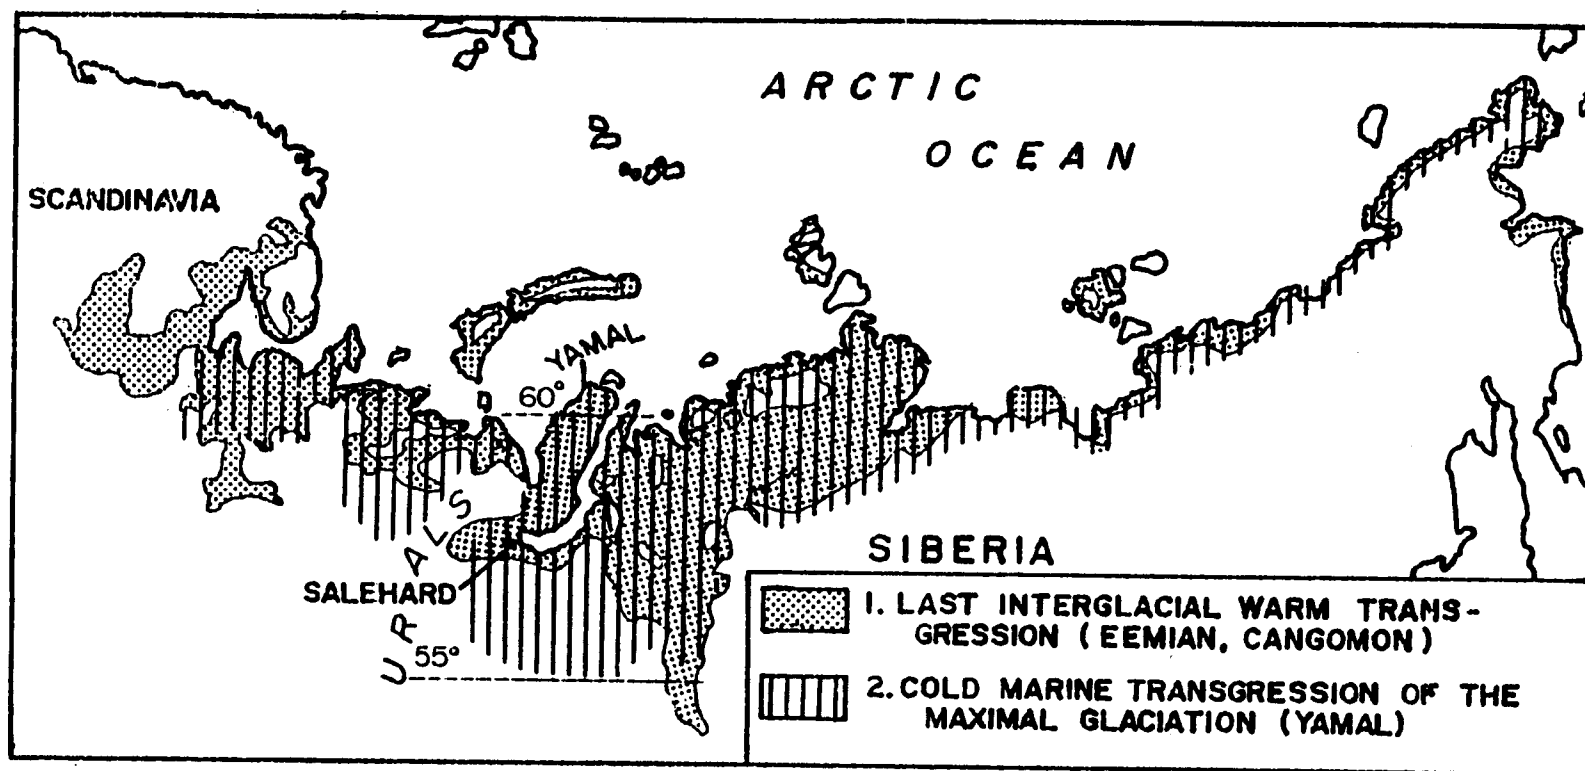 ARCTIC
OCEAN
SCANDINAVIA
YAMAL
60°
URALS
SALEHARD
55°
SIBERIA
1. LAST INTERGLACIAL WARM TRANS-
GRESSION (EEMIAN, CANGOMON)
2. COLD MARINE TRANSGRESSION OF THE
MAXIMAL GLACIATION (YAMAL)